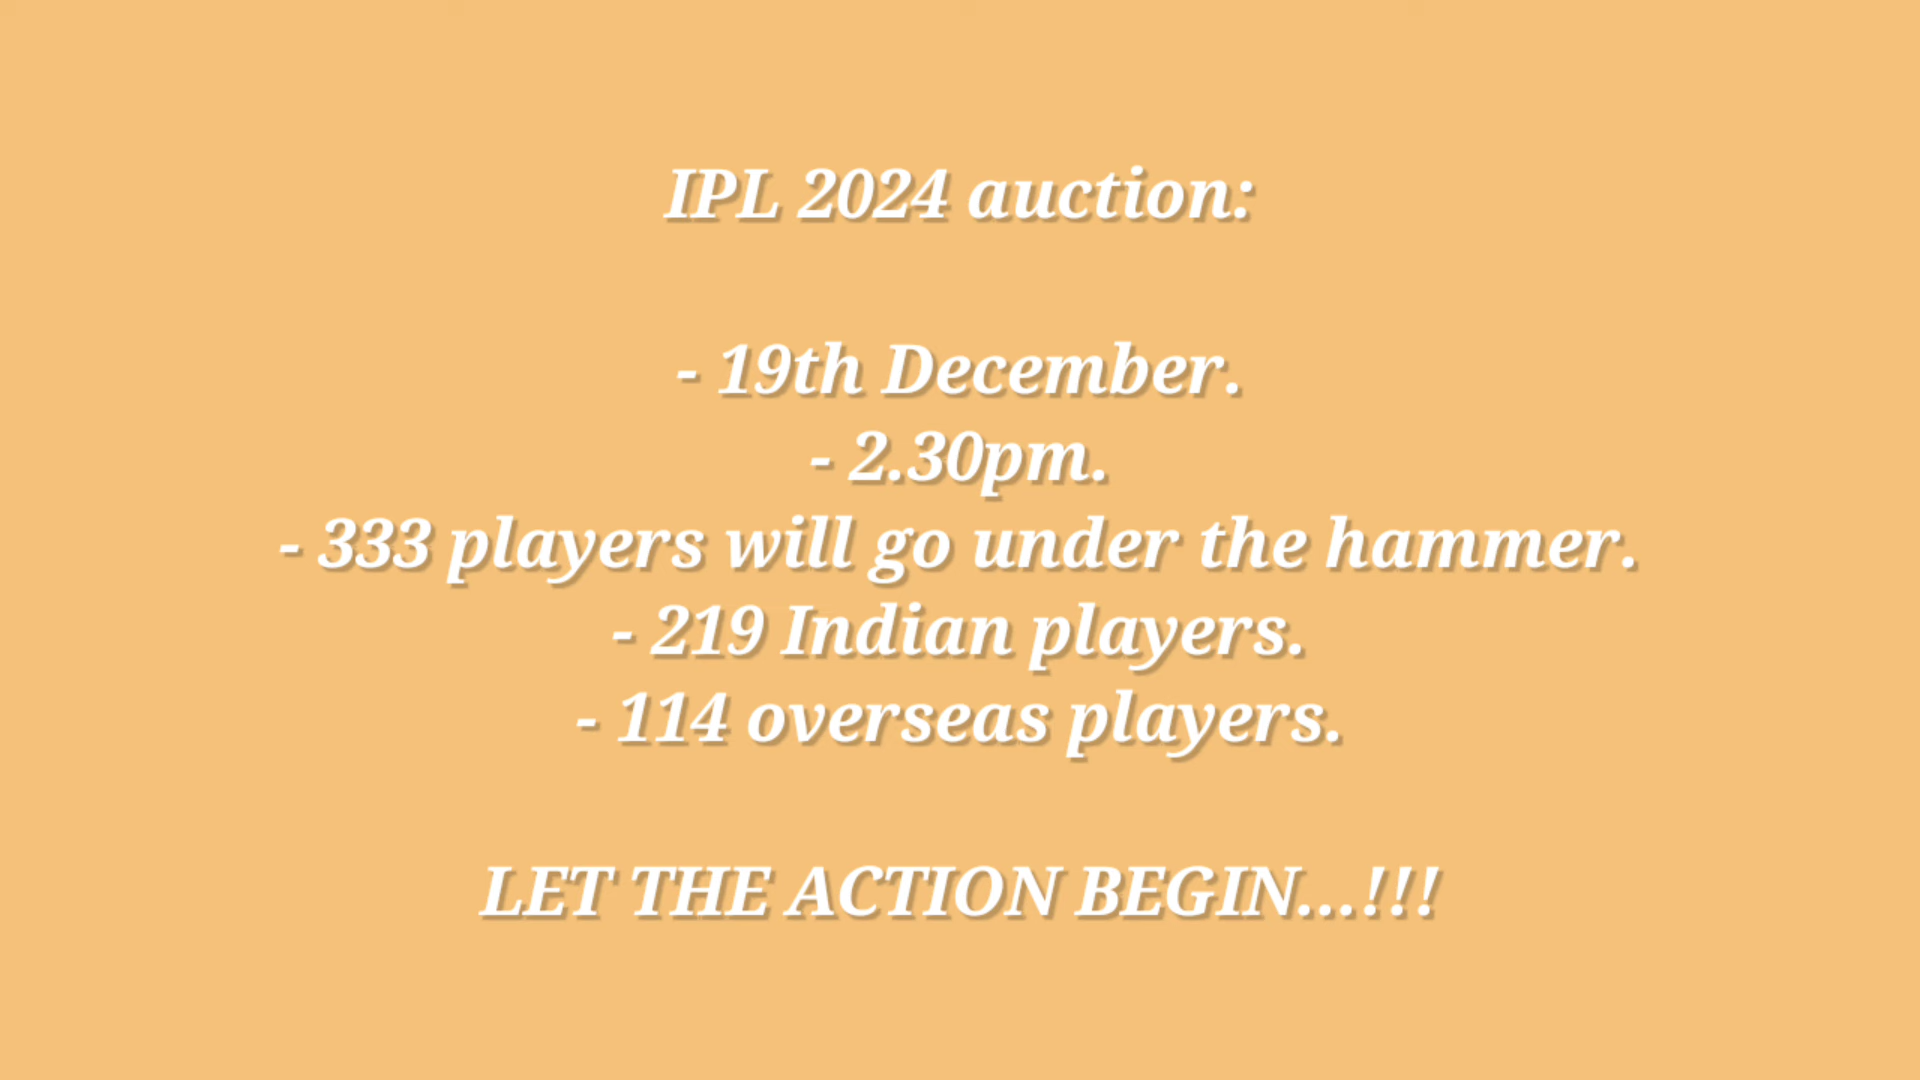 IPL 2024 auction:
- 19th December.
- 2.30pm.
- 333 players will go under the hammer.
- 219 Indian players.
- 114 overseas players.
LET THE ACTION BEGIN...!!!